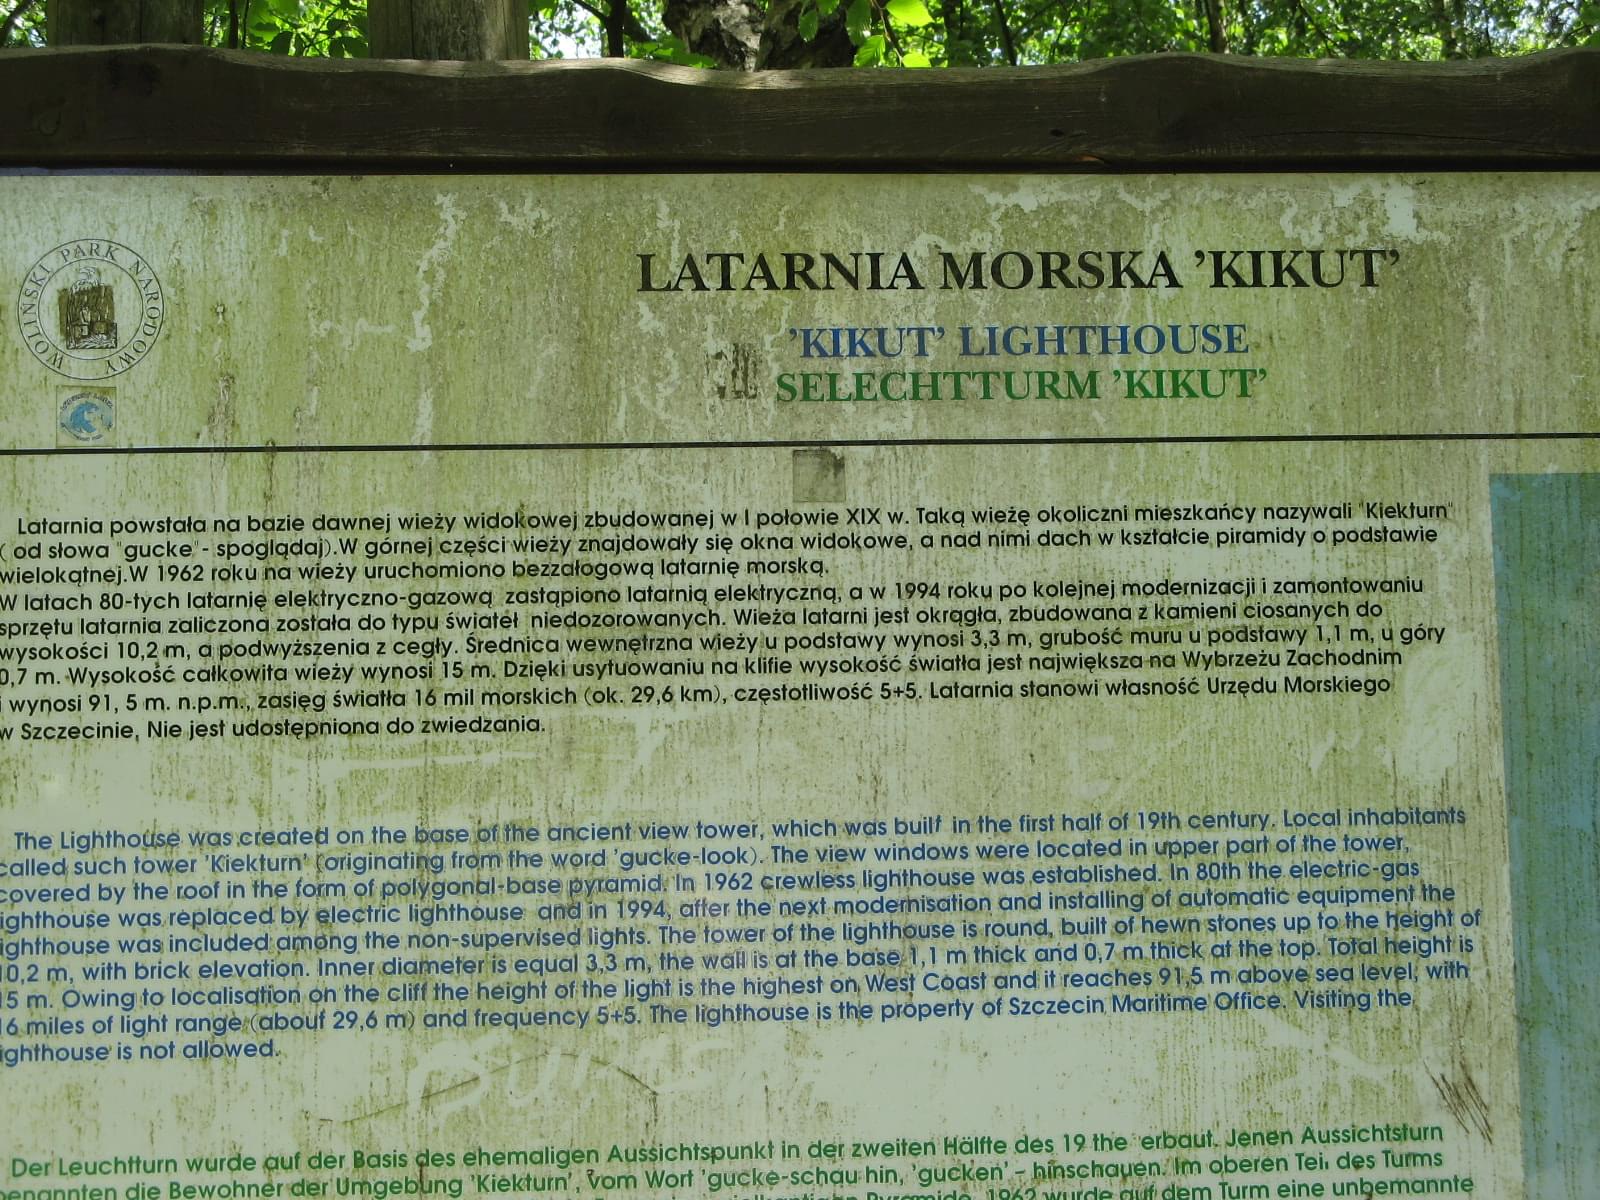 WOLIŃSKI PARK NARODOWY
LATARNIA MORSKA 'KIKUT'
'KIKUT' LIGHTHOUSE
SELECHTTURM 'KIKUT'
Latarnia powstała na bazie dawnej wieży widokowej zbudowanej w I połowie XIX w. Taką wieżę okoliczni mieszkańcy nazywali "Kiekturn"
( od słowa "gucke"- spoglądaj).W górnej części wieży znajdowały się okna widokowe, a nad nimi dach w kształcie piramidy o podstawie
wielokątnej.W 1962 roku na wieży uruchomiono bezzałogową latarnię morską.
W latach 80-tych latarnię elektryczno-gazową zastąpiono latarnią elektryczną, a w 1994 roku po kolejnej modernizacji i zamontowaniu
sprzętu latarnia zaliczona została do typu świateł niedozorowanych. Wieża latarni jest okrągła, zbudowana z kamieni ciosanych do
wysokości 10,2 m, a podwyższenia z cegły. Średnica wewnętrzna wieży u podstawy wynosi 3,3 m, grubość muru u podstawy 1,1 m, u góry
0,7 m. Wysokość całkowita wieży wynosi 15 m. Dzięki usytuowaniu na klifie wysokość światła jest największa na Wybrzeżu Zachodnim
i wynosi 91, 5 m. n.p.m., zasięg światła 16 mil morskich (ok. 29,6 km), częstotliwość 5+5. Latarnia stanowi własność Urzędu Morskiego
w Szczecinie, Nie jest udostępniona do zwiedzania.
The Lighthouse was created on the base of the ancient view tower, which was built in the first half of 19th century. Local inhabitants
called such tower 'Kiekturn' (originating from the word 'gucke-look). The view windows were located in upper part of the tower,
covered by the roof in the form of polygonal-base pyramid. In 1962 crewless lighthouse was established. In 80th the electric-gas
ighthouse was replaced by electric lighthouse and in 1994, after the next modernisation and installing of automatic equipment the
ighthouse was included among the non-supervised lights. The tower of the lighthouse is round, built of hewn stones up to the height of
10,2 m, with brick elevation. Inner diameter is equal 3,3 m, the wall is at the base 1,1 m thick and 0,7 m thick at the top. Total height is
15 m. Owing to localisation on the cliff the height of the light is the highest on West Coast and it reaches 91,5 m above sea level, with
16 miles of light range (about 29,6 m) and frequency 5+5. The lighthouse is the property of Szczecin Maritime Office. Visiting the
ighthouse is not allowed.
Der Leuchtturn wurde auf der Basis des ehemaligen Aussichtspunkt in der zweiten Hälfte des 19 the erbaut. Jenen Aussichtsturn
benannten die Bewohner der Umgebung 'Kiekturn', vom Wort 'gucke-schau hin, 'gucken' - hinschauen. Im oberen Teil des Turms
Pyramide. 1962 wurde auf dem Turm eine unbemannte